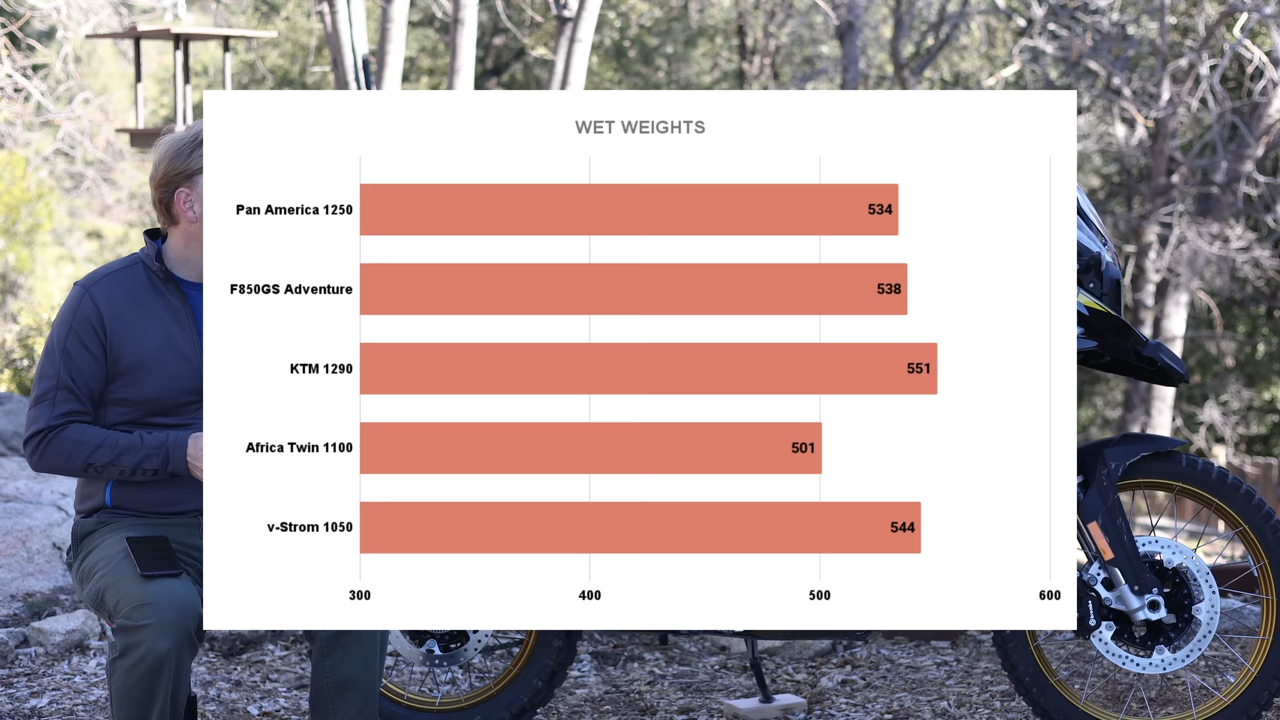 WET WEIGHTS
Pan America 1250 534
F850GS Adventure 538
KTM 1290 551
Africa Twin 1100 501
v-Strom 1050 544
300 400 500 600